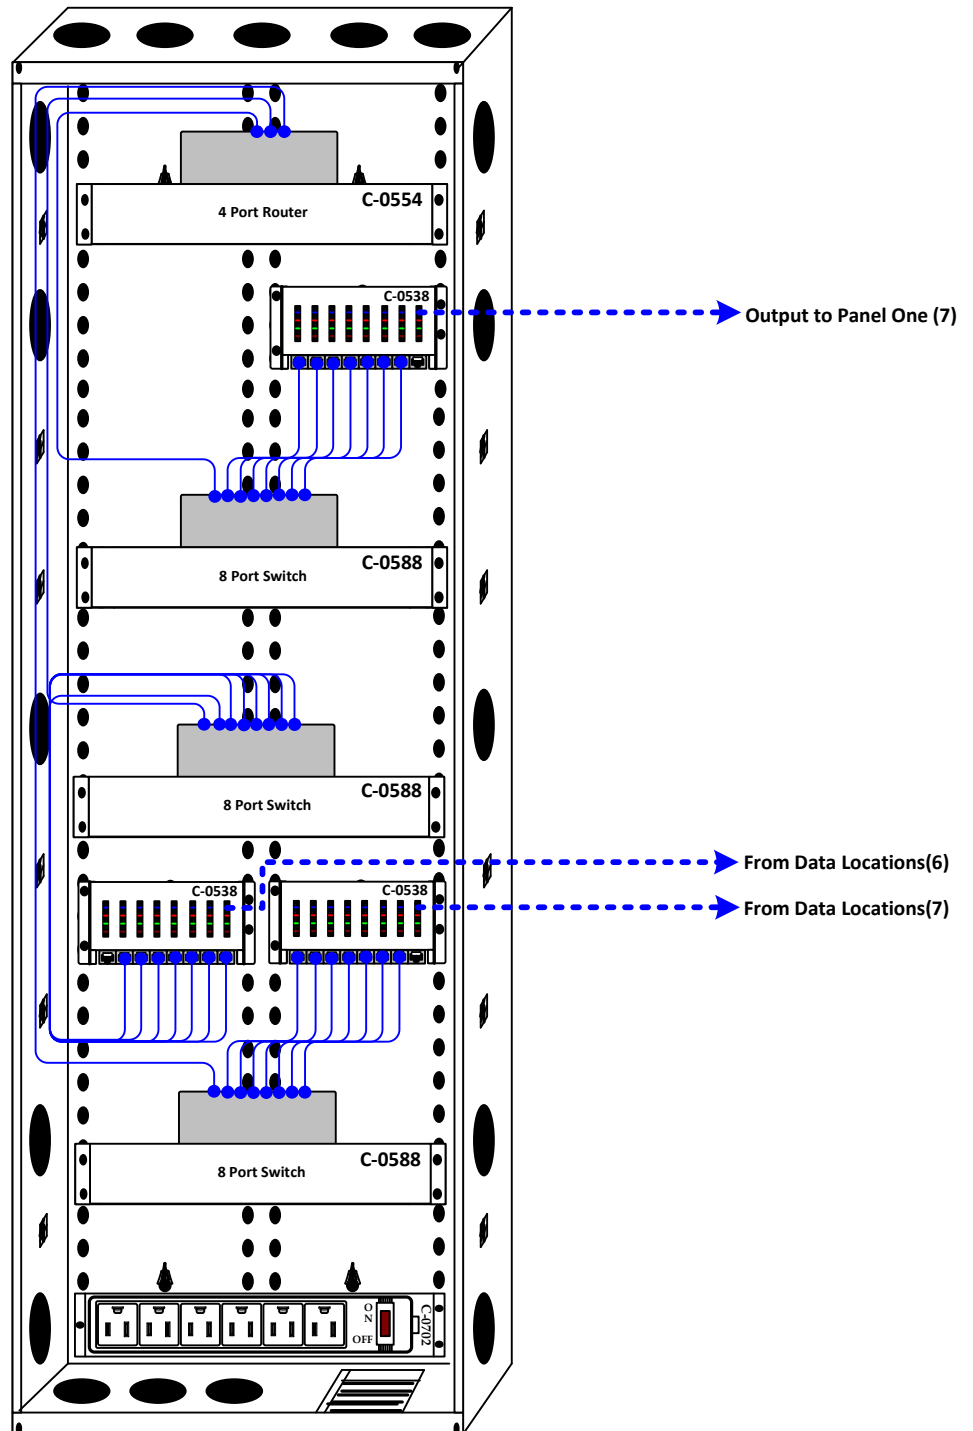 C-0554
4 Port Router
C-0538
Output to Panel One (7)
C-0588
8 Port Switch
C-0588
8 Port Switch
From Data Locations(6)
C-0538
C-0538
From Data Locations(7)
C-0588
8 Port Switch
ON
OFF
C-0702